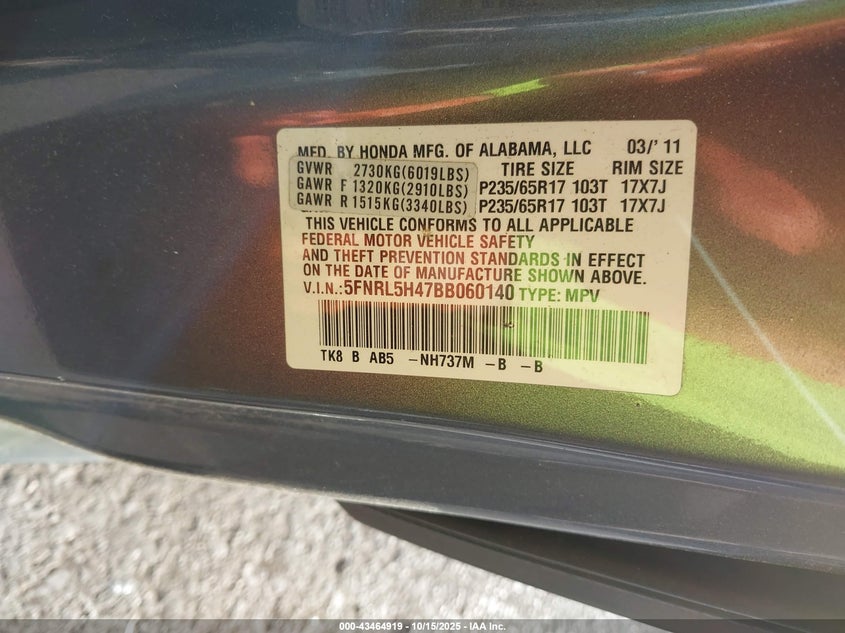 MFD. BY HONDA MFG. OF ALABAMA, LLC 03/'11
GVWR 2730KG(6019LBS) TIRE SIZE RIM SIZE
GAWR F 1320KG(2910LBS) P235/65R17 103T 17X7J
GAWR R 1515KG(3340LBS) P235/65R17 103T 17X7J
THIS VEHICLE CONFORMS TO ALL APPLICABLE
FEDERAL MOTOR VEHICLE SAFETY
AND THEFT PREVENTION STANDARDS IN EFFECT
ON THE DATE OF MANUFACTURE SHOWN ABOVE.
V.I.N.:5FNRL5H47BB060140 TYPE: MPV
TK8 B AB5 -NH737M -B -B
000-43464919 - 10/15/2025 - IAA Inc.